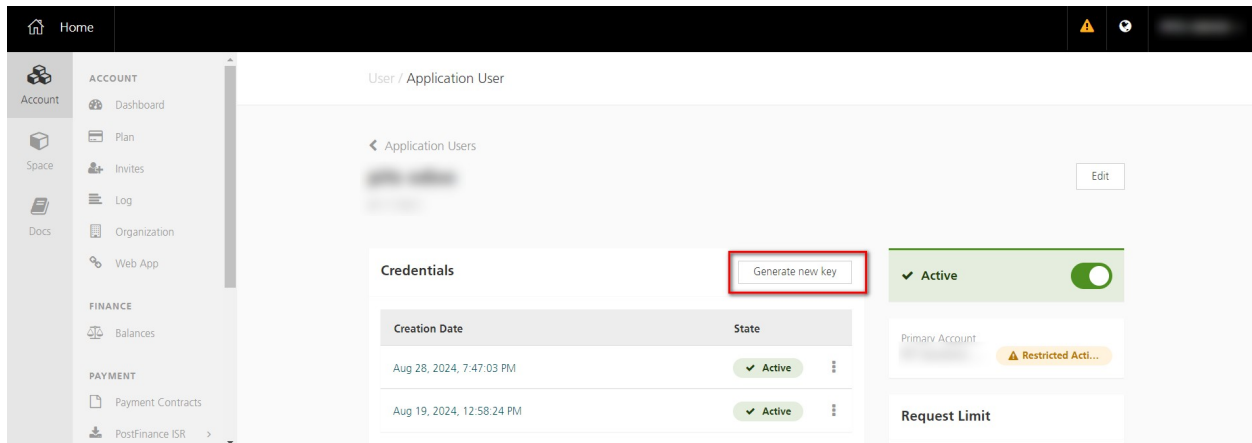 Home
Account
Space
Docs
ACCOUNT
Dashboard
Plan
Invites
Log
Organization
Web App
FINANCE
Balances
PAYMENT
Payment Contracts
PostFinance ISR
User / Application User
Application Users
Edit
Credentials
Generate new key
Creation Date State
Aug 28, 2024, 7:47:03 PM Active
Aug 19, 2024, 12:58:24 PM Active
Active
Primary Account
Restricted Acti...
Request Limit